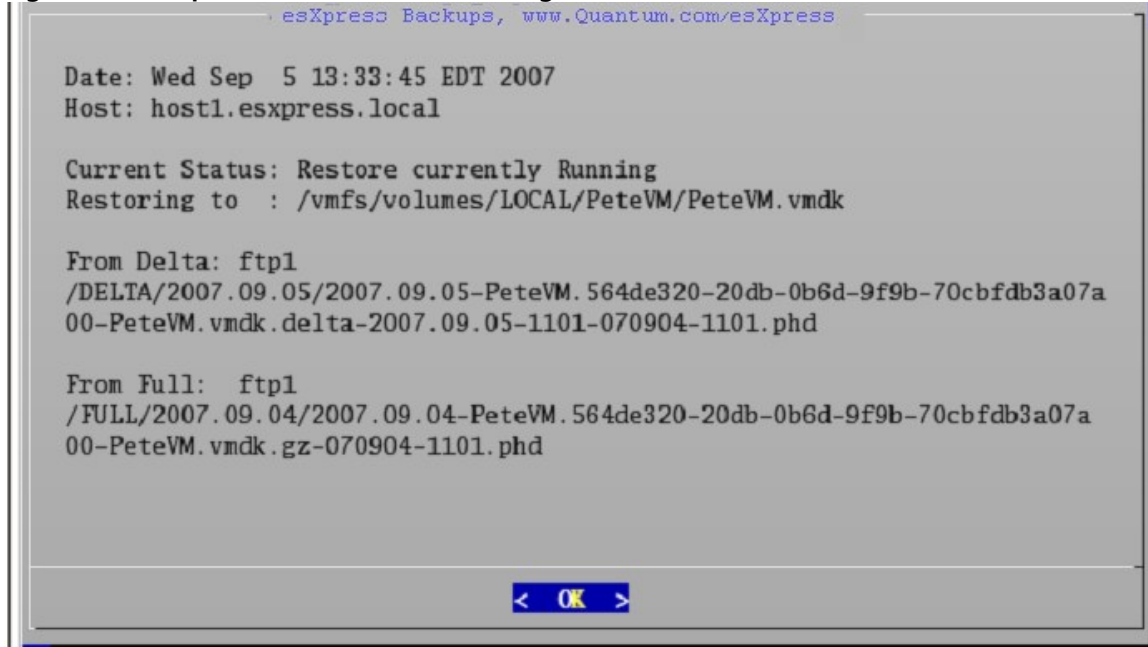 esXpress Backups, www.Quantum.com/esXpress
Date: Wed Sep  5 13:33:45 EDT 2007
Host: host1.esxpress.local
Current Status: Restore currently Running
Restoring to  : /vmfs/volumes/LOCAL/PeteVM/PeteVM.vmdk
From Delta: ftp1
/DELTA/2007.09.05/2007.09.05-PeteVM.564de320-20db-0b6d-9f9b-70cbfdb3a07a
00-PeteVM.vmdk.delta-2007.09.05-1101-070904-1101.phd
From Full:  ftp1
/FULL/2007.09.04/2007.09.04-PeteVM.564de320-20db-0b6d-9f9b-70cbfdb3a07a
00-PeteVM.vmdk.gz-070904-1101.phd
< OK >